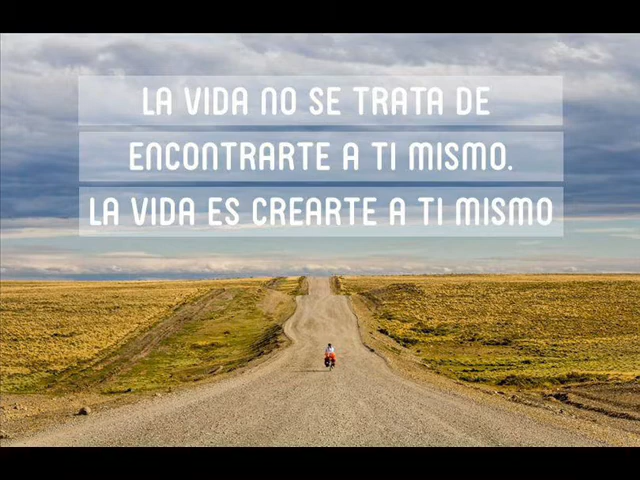 LA VIDA NO SE TRATA DE
ENCONTRARTE A TI MISMO.
LA VIDA ES CREARTE A TI MISMO